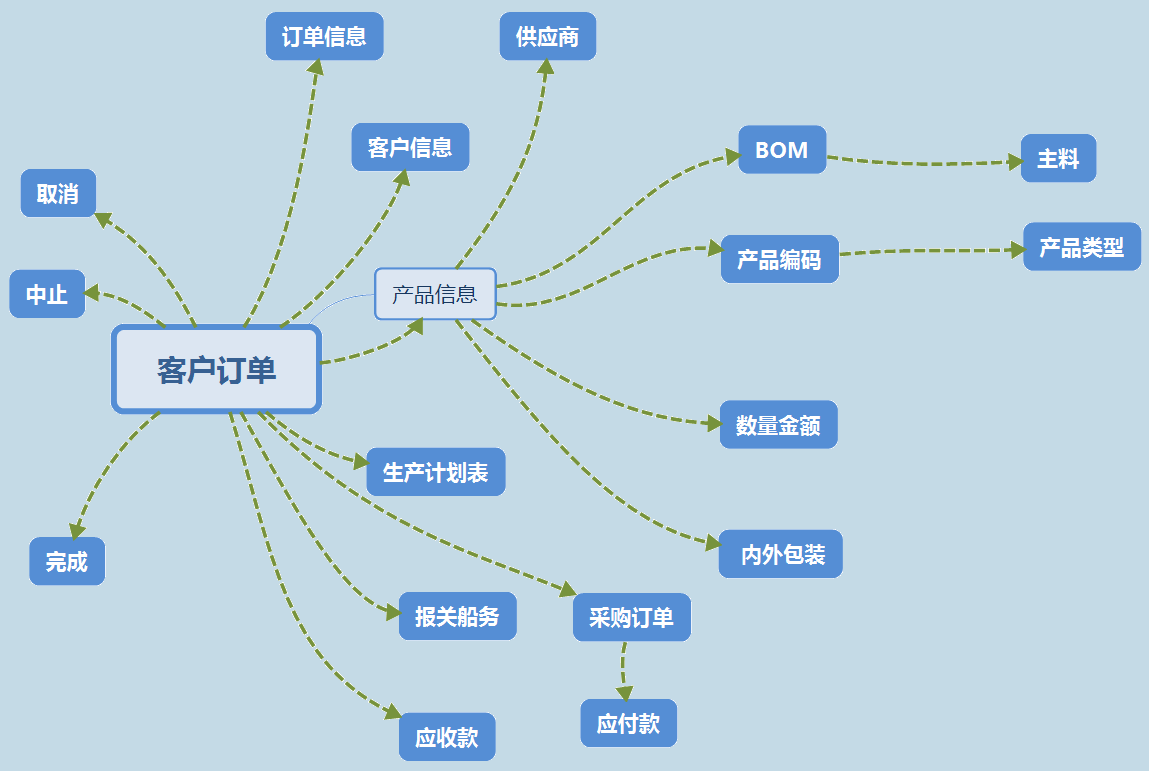 订单信息
供应商
客户信息
BOM
主料
取消
产品类型
产品编码
中止
产品信息
客户订单
数量金额
生产计划表
内外包装
完成
报关船务
采购订单
应付款
应收款